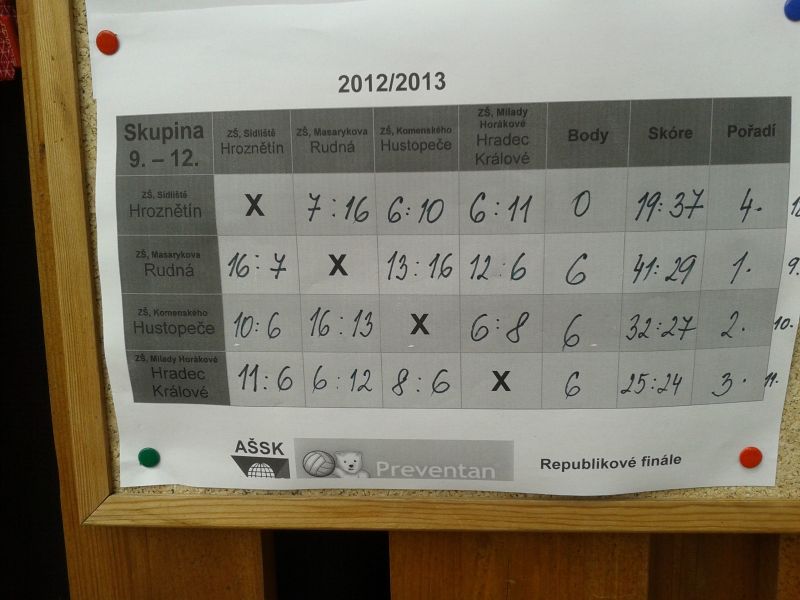 2012/2013
Skupina 9. – 12. ZŠ, Sídliště Hroznětín ZŠ, Masarykova Rudná ZŠ, Komenského Hustopeče ZŠ, Milady Horákové Hradec Králové Body Skóre Pořadí
ZŠ, Sídliště Hroznětín X 7:16 6:10 6:11 0 19:37 4.
ZŠ, Masarykova Rudná 16:7 X 13:16 12:6 6 41:29 1. 9.
ZŠ, Komenského Hustopeče 10:6 16:13 X 6:8 6 32:27 2. 10.
ZŠ, Milady Horákové Hradec Králové 11:6 6:12 8:6 X 6 25:24 3. 11.
AŠSK Preventan Republikové finále